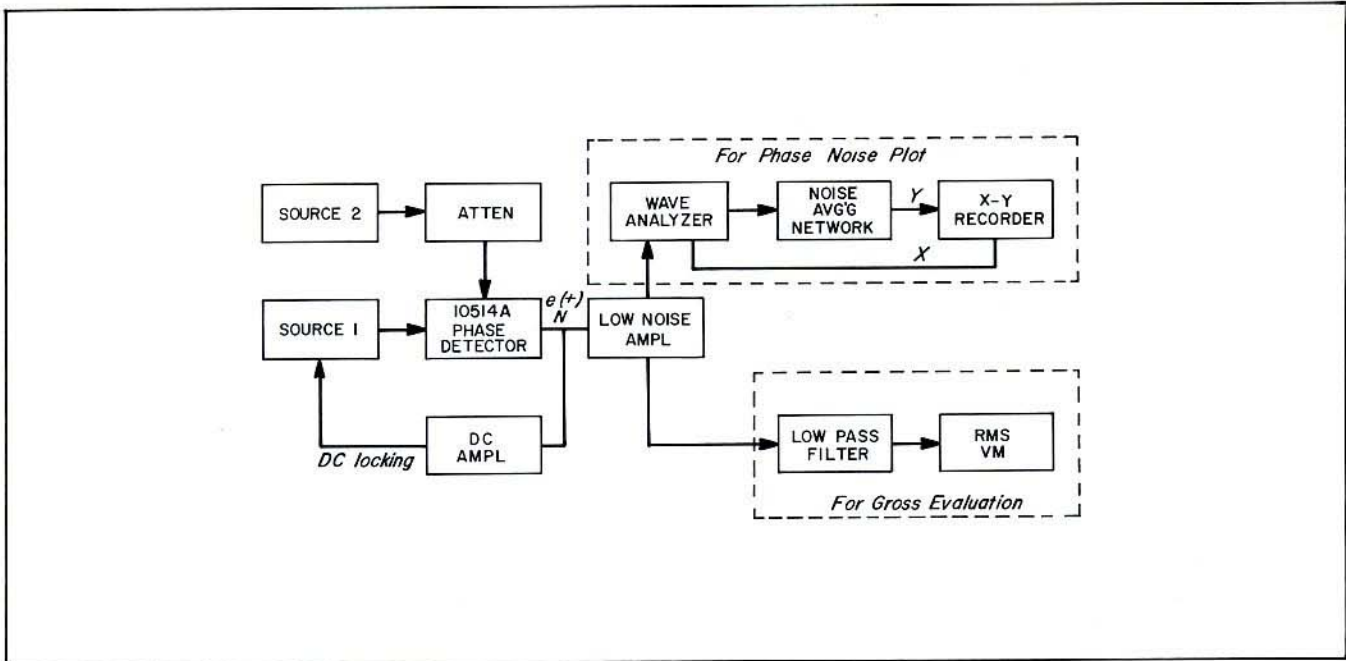 For Phase Noise Plot
SOURCE 2
ATTEN
WAVE
ANALYZER
NOISE
AVG'G
NETWORK
Y
X-Y
RECORDER
X
SOURCE 1
10514A
PHASE
DETECTOR
e(+)
N
LOW NOISE
AMPL
DC
AMPL
DC locking
LOW PASS
FILTER
RMS
VM
For Gross Evaluation